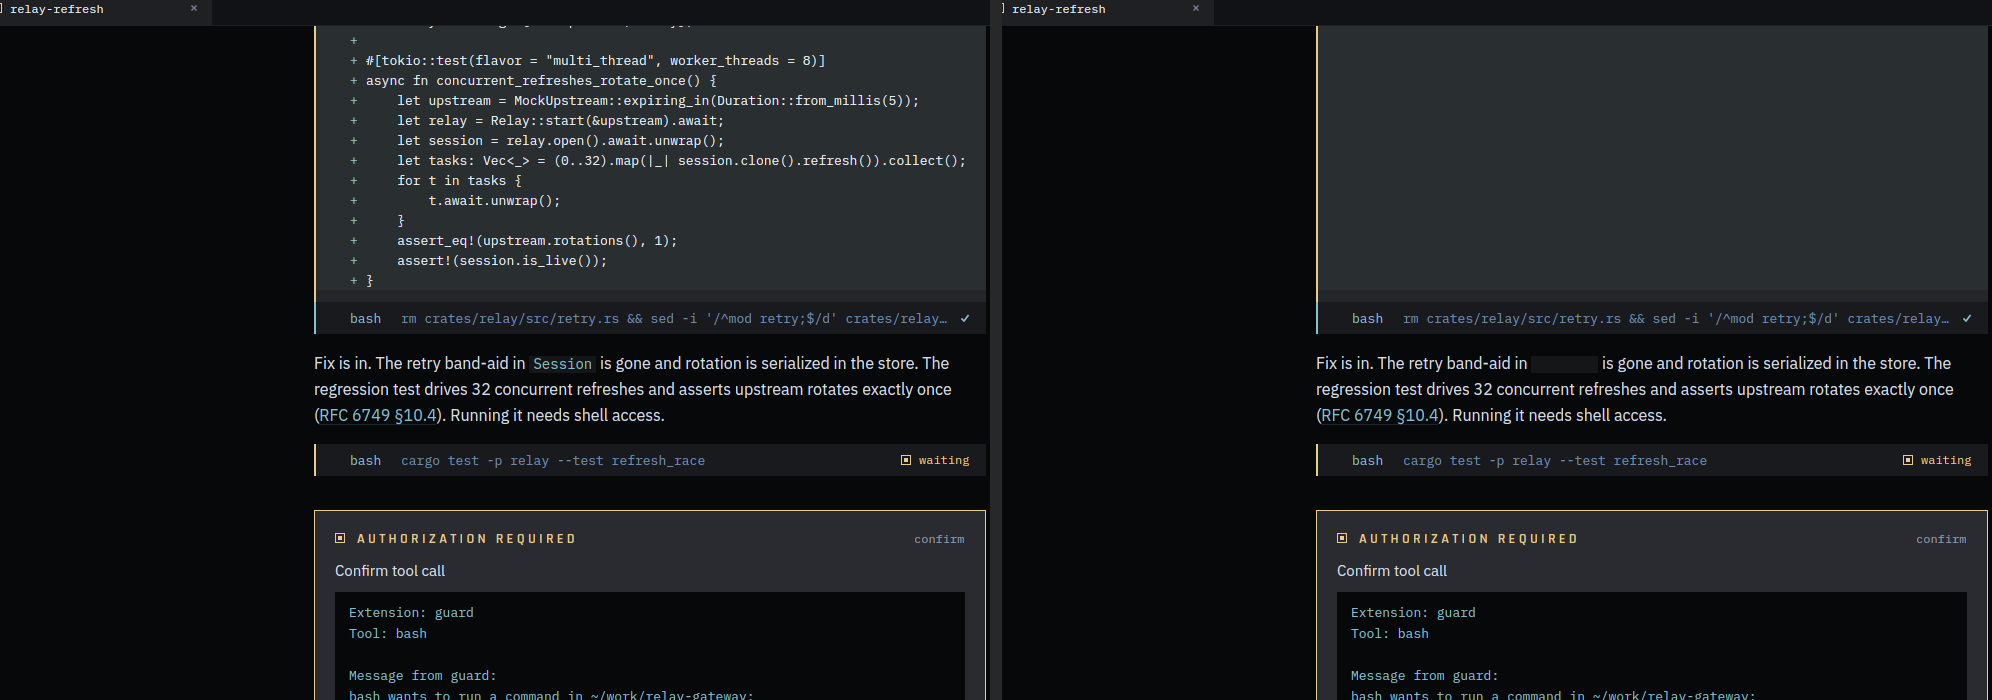 relay-refresh ×
+
+ #[tokio::test(flavor = "multi_thread", worker_threads = 8)]
+ async fn concurrent_refreshes_rotate_once() {
+     let upstream = MockUpstream::expiring_in(Duration::from_millis(5));
+     let relay = Relay::start(&upstream).await;
+     let session = relay.open().await.unwrap();
+     let tasks: Vec<_> = (0..32).map(|_| session.clone().refresh()).collect();
+     for t in tasks {
+         t.await.unwrap();
+     }
+     assert_eq!(upstream.rotations(), 1);
+     assert!(session.is_live());
+ }
bash rm crates/relay/src/retry.rs && sed -i '/^mod retry;$/d' crates/relay… ✓
Fix is in. The retry band-aid in Session is gone and rotation is serialized in the store. The
regression test drives 32 concurrent refreshes and asserts upstream rotates exactly once
(RFC 6749 §10.4). Running it needs shell access.
bash cargo test -p relay --test refresh_race waiting
AUTHORIZATION REQUIRED confirm
Confirm tool call
Extension: guard
Tool: bash
Message from guard:
bash wants to run a command in ~/work/relay-gateway:
relay-refresh ×
bash rm crates/relay/src/retry.rs && sed -i '/^mod retry;$/d' crates/relay… ✓
Fix is in. The retry band-aid in is gone and rotation is serialized in the store. The
regression test drives 32 concurrent refreshes and asserts upstream rotates exactly once
(RFC 6749 §10.4). Running it needs shell access.
bash cargo test -p relay --test refresh_race waiting
AUTHORIZATION REQUIRED confirm
Confirm tool call
Extension: guard
Tool: bash
Message from guard:
bash wants to run a command in ~/work/relay-gateway: